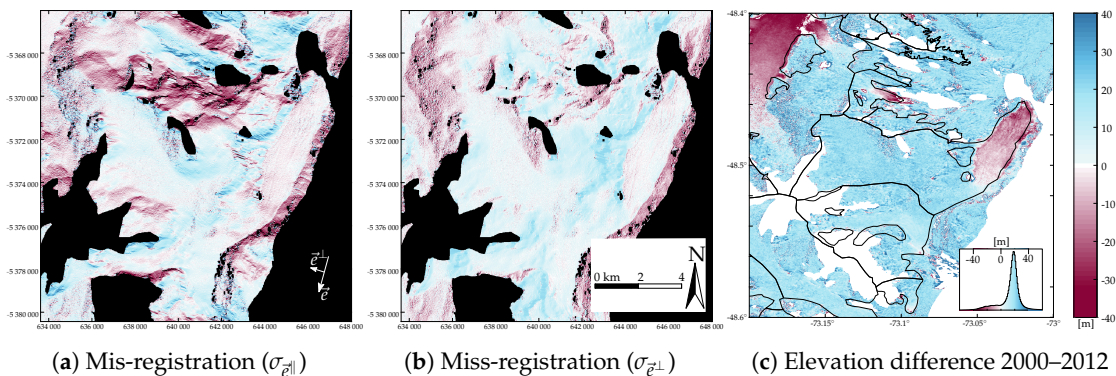 -5 368 000
-5 370 000
-5 372 000
-5 374 000
-5 376 000
-5 378 000
-5 380 000
634 000 636 000 638 000 640 000 642 000 644 000 646 000 648 000
e⊥
e
-5 368 000
-5 370 000
-5 372 000
-5 374 000
-5 376 000
-5 378 000
-5 380 000
634 000 636 000 638 000 640 000 642 000 644 000 646 000 648 000
0 km 2 4
N
-48.4°
-48.5°
-48.6°
-73.15° -73.1° -73.05° -73°
[m]
-40 0 40
40
30
20
10
0
-10
-20
-30
-40
[m]
(a) Mis-registration (σe∥) (b) Miss-registration (σe⊥) (c) Elevation difference 2000–2012